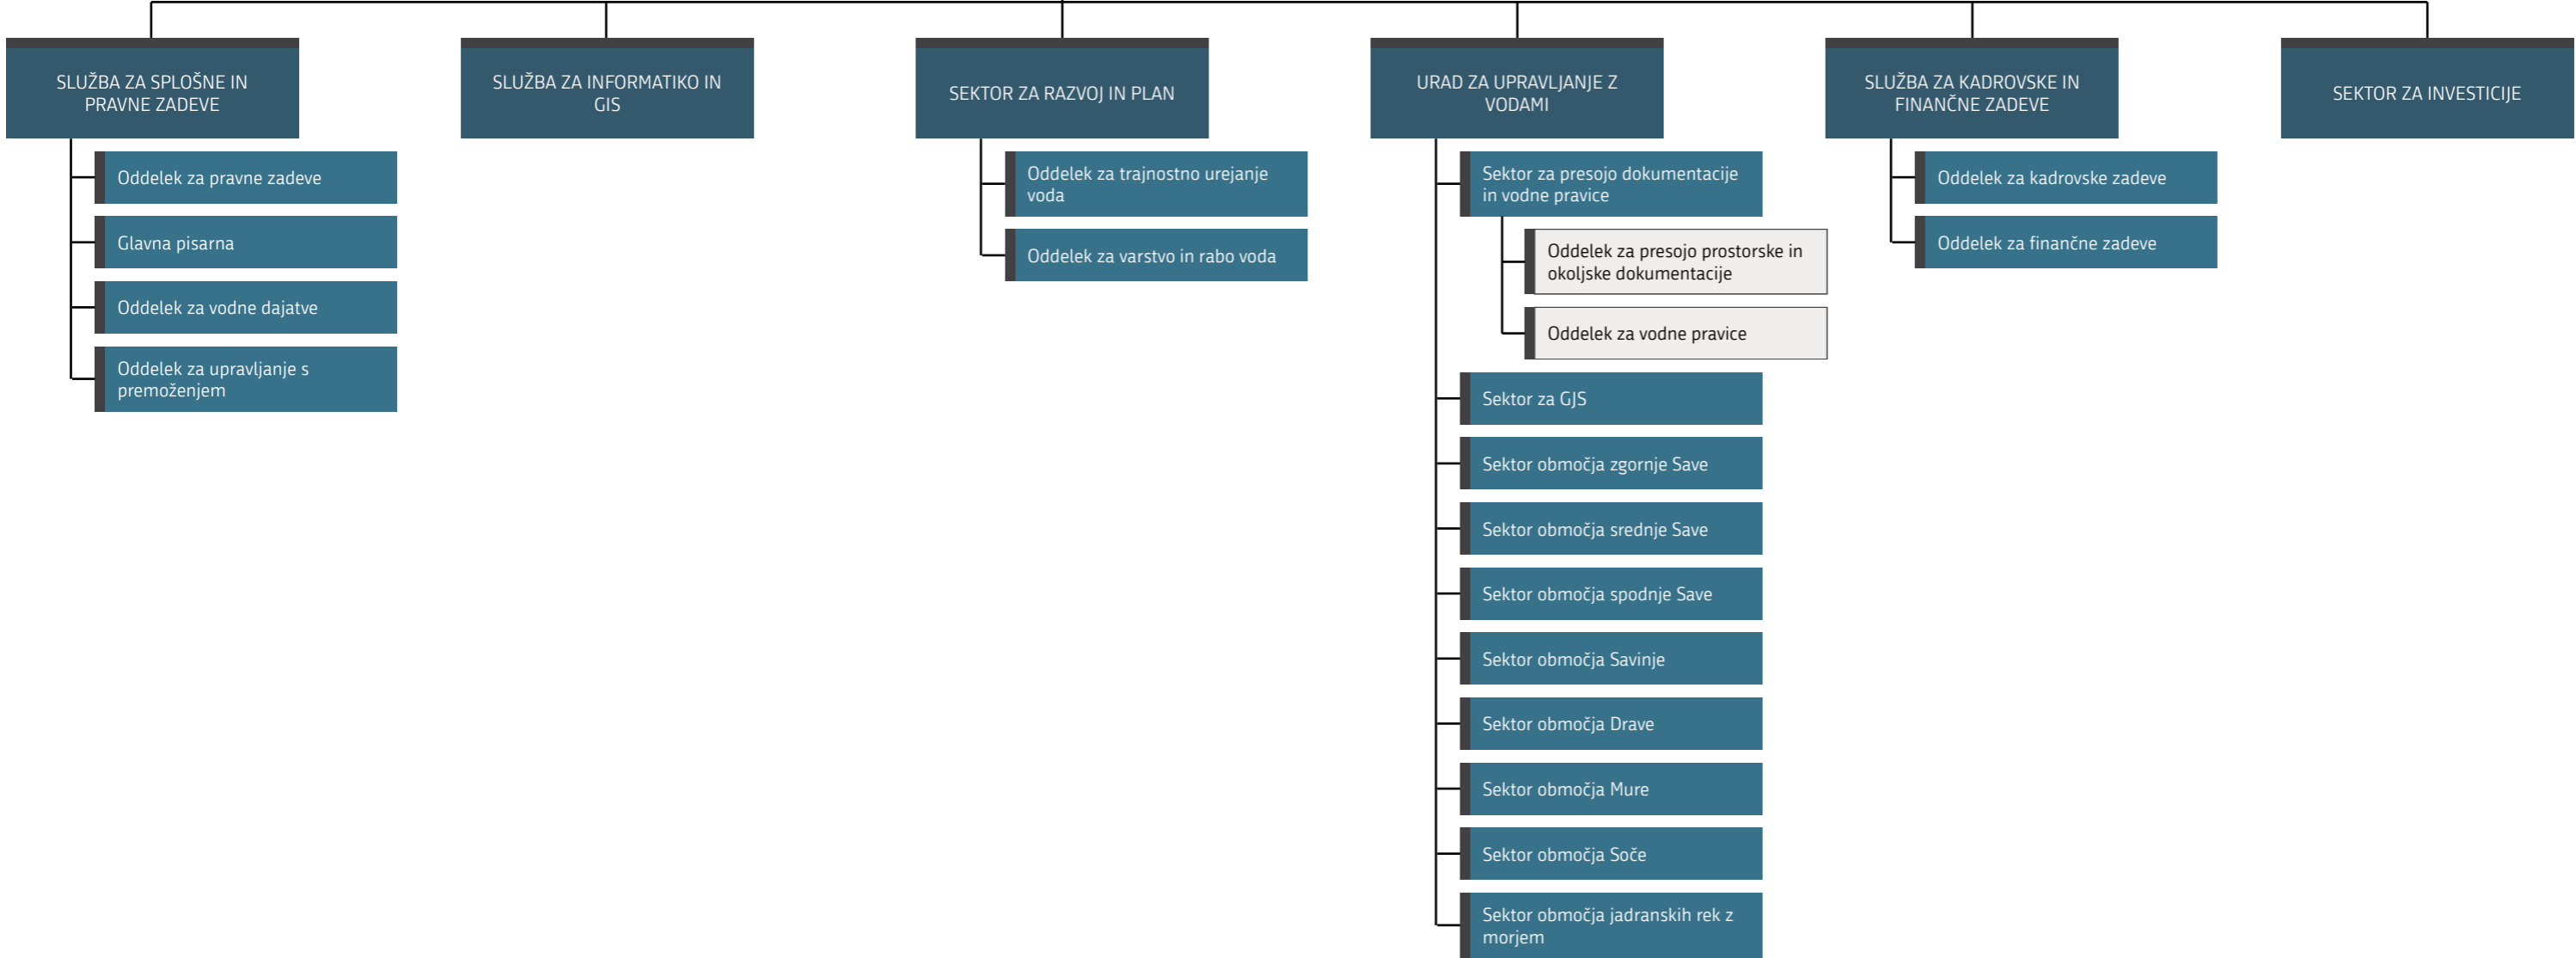 SLUŽBA ZA SPLOŠNE IN
PRAVNE ZADEVE
Oddelek za pravne zadeve
Glavna pisarna
Oddelek za vodne dajatve
Oddelek za upravljanje s
premoženjem
SLUŽBA ZA INFORMATIKO IN
GIS
SEKTOR ZA RAZVOJ IN PLAN
Oddelek za trajnostno urejanje
voda
Oddelek za varstvo in rabo voda
URAD ZA UPRAVLJANJE Z
VODAMI
Sektor za presojo dokumentacije
in vodne pravice
Oddelek za presojo prostorske in
okoljske dokumentacije
Oddelek za vodne pravice
Sektor za GJS
Sektor območja zgornje Save
Sektor območja srednje Save
Sektor območja spodnje Save
Sektor območja Savinje
Sektor območja Drave
Sektor območja Mure
Sektor območja Soče
Sektor območja jadranskih rek z
morjem
SLUŽBA ZA KADROVSKE IN
FINANČNE ZADEVE
Oddelek za kadrovske zadeve
Oddelek za finančne zadeve
SEKTOR ZA INVESTICIJE